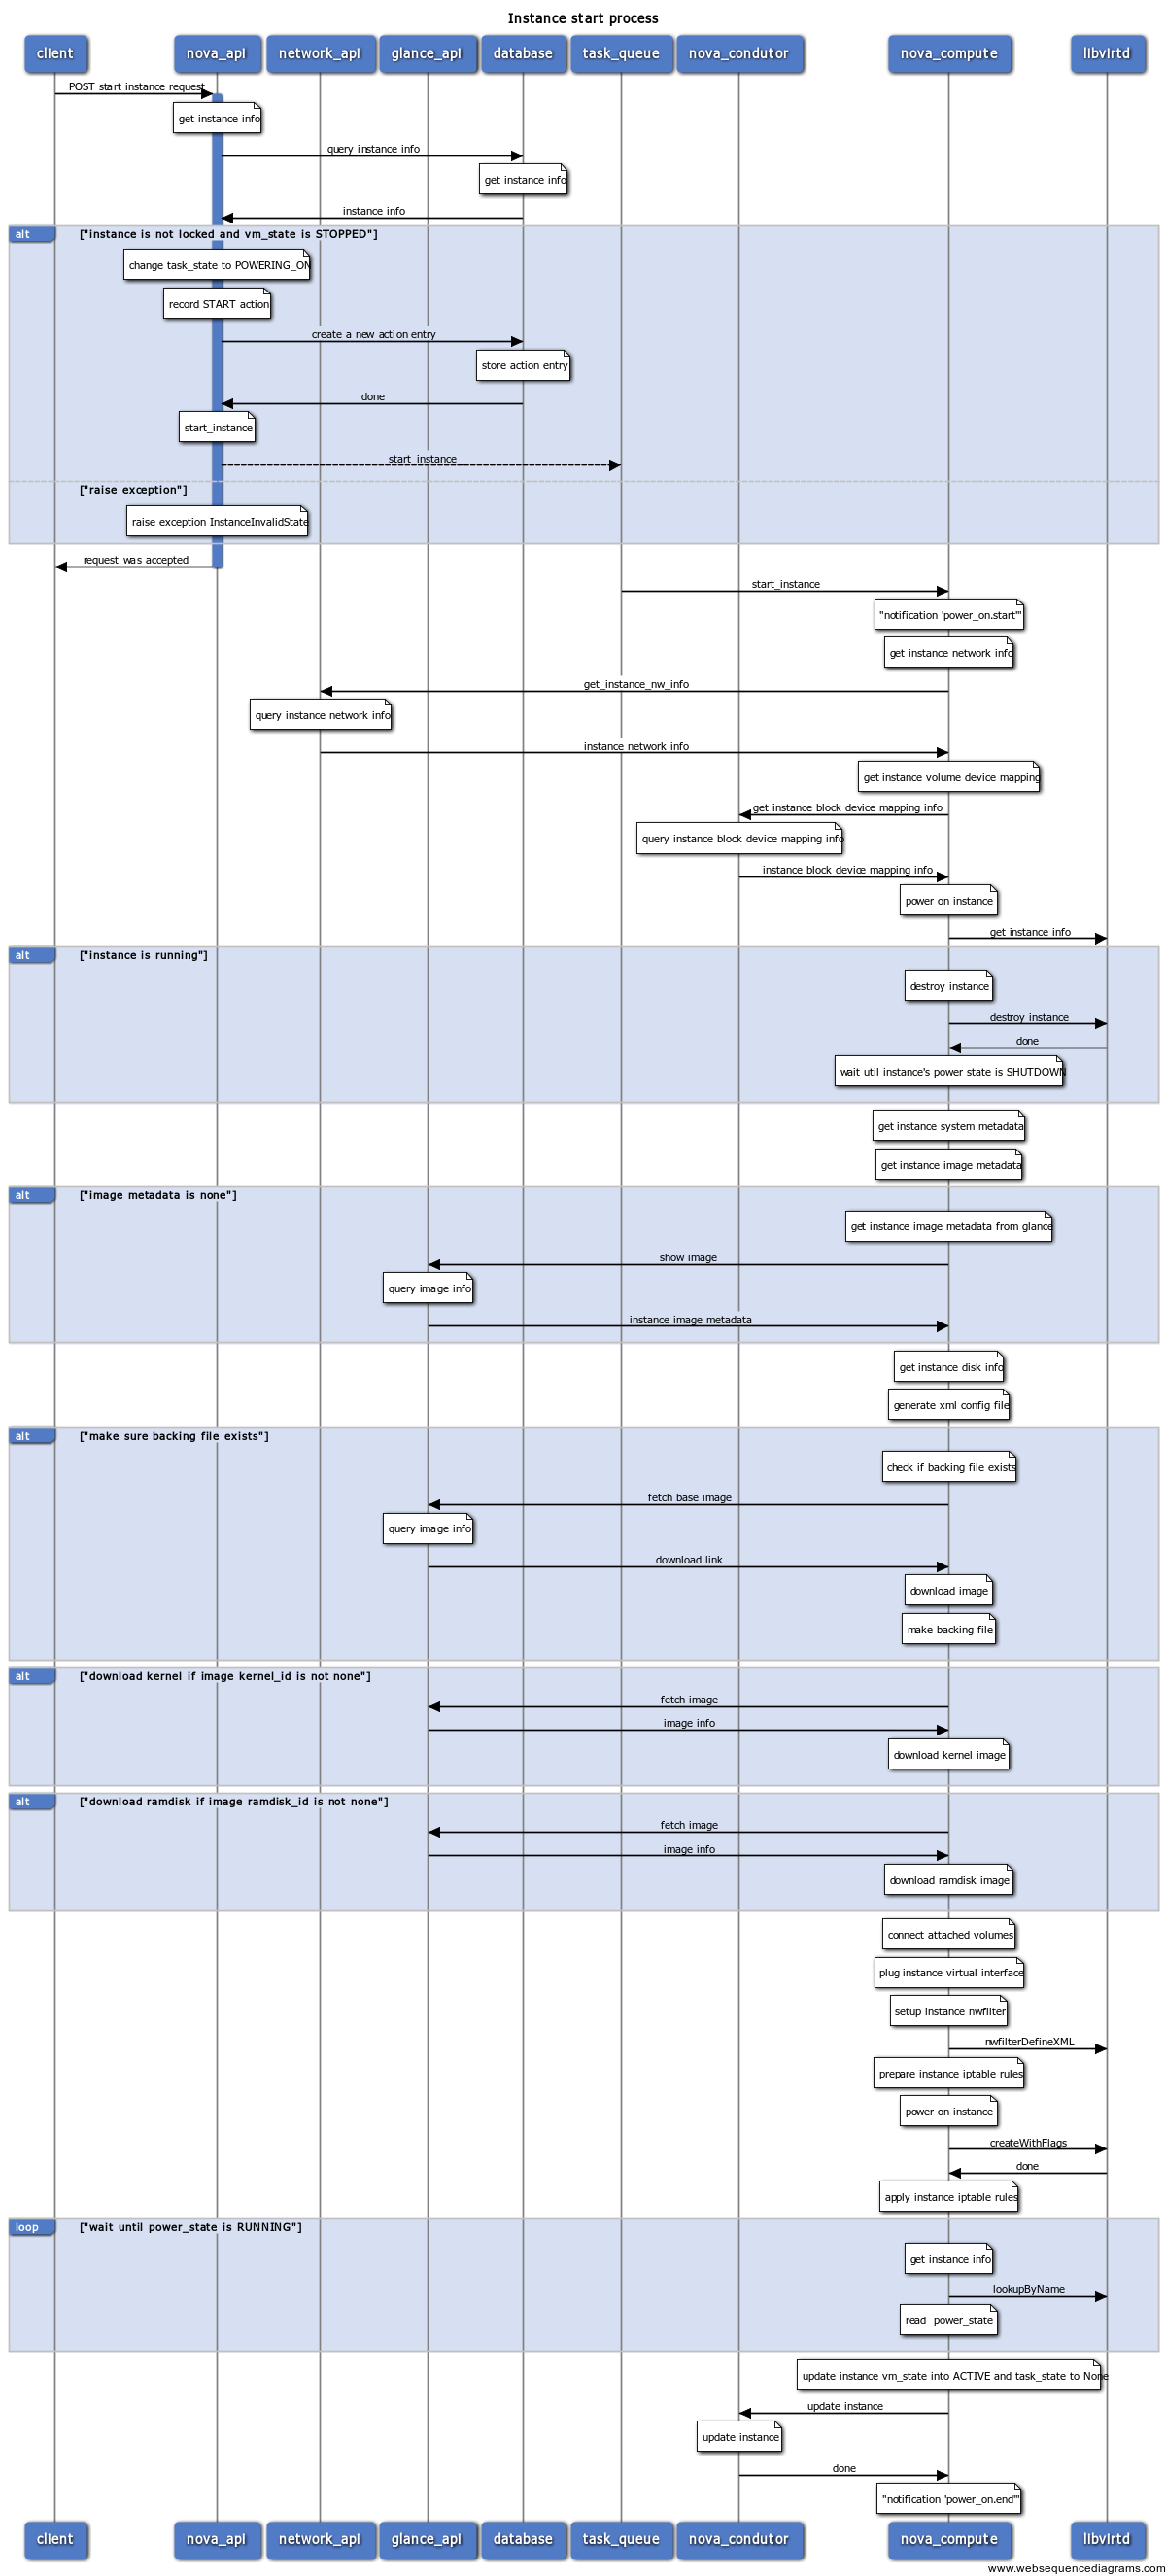 Instance start process
client nova_api network_api glance_api database task_queue nova_condutor nova_compute libvirtd
POST start instance request
get instance info
query instance info
get instance info
instance info
alt ["instance is not locked and vm_state is STOPPED"]
change task_state to POWERING_ON
record START action
create a new action entry
store action entry
done
start_instance
start_instance
["raise exception"]
raise exception InstanceInvalidState
request was accepted
start_instance
"notification 'power_on.start'"
get instance network info
get_instance_nw_info
query instance network info
instance network info
get instance volume device mapping
get instance block device mapping info
query instance block device mapping info
instance block device mapping info
power on instance
get instance info
alt ["instance is running"]
destroy instance
destroy instance
done
wait util instance's power state is SHUTDOWN
get instance system metadata
get instance image metadata
alt ["image metadata is none"]
get instance image metadata from glance
show image
query image info
instance image metadata
get instance disk info
generate xml config file
alt ["make sure backing file exists"]
check if backing file exists
fetch base image
query image info
download link
download image
make backing file
alt ["download kernel if image kernel_id is not none"]
fetch image
image info
download kernel image
alt ["download ramdisk if image ramdisk_id is not none"]
fetch image
image info
download ramdisk image
connect attached volumes
plug instance virtual interface
setup instance nwfilter
nwfilterDefineXML
prepare instance iptable rules
power on instance
createWithFlags
done
apply instance iptable rules
loop ["wait until power_state is RUNNING"]
get instance info
lookupByName
read power_state
update instance vm_state into ACTIVE and task_state to None
update instance
update instance
done
"notification 'power_on.end'"
client nova_api network_api glance_api database task_queue nova_condutor nova_compute libvirtd
www.websequencediagrams.com